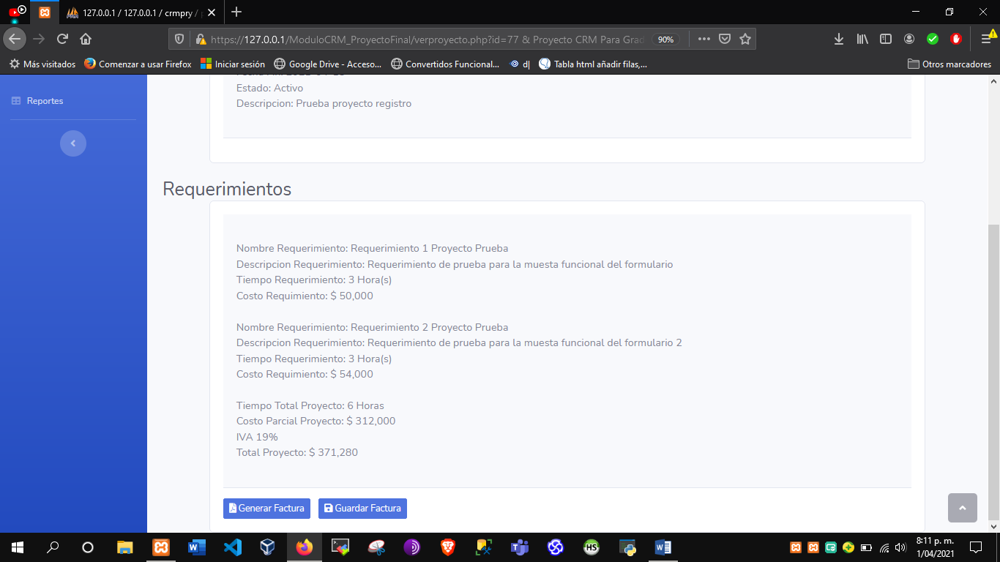 127.0.0.1 / 127.0.0.1 / crmpry /
https://127.0.0.1/ModuloCRM_ProyectoFinal/verproyecto.php?id=77 & Proyecto CRM Para Grad
90%
Más visitados
Comenzar a usar Firefox
Iniciar sesión
Google Drive - Acceso...
Convertidos Funcional...
d|
Tabla html añadir filas,...
Otros marcadores
Reportes
Estado: Activo
Descripcion: Prueba proyecto registro
Requerimientos
Nombre Requerimiento: Requerimiento 1 Proyecto Prueba
Descripcion Requerimiento: Requerimiento de prueba para la muesta funcional del formulario
Tiempo Requerimiento: 3 Hora(s)
Costo Requimiento: $ 50,000
Nombre Requerimiento: Requerimiento 2 Proyecto Prueba
Descripcion Requerimiento: Requerimiento de prueba para la muesta funcional del formulario 2
Tiempo Requerimiento: 3 Hora(s)
Costo Requimiento: $ 54,000
Tiempo Total Proyecto: 6 Horas
Costo Parcial Proyecto: $ 312,000
IVA 19%
Total Proyecto: $ 371,280
Generar Factura
Guardar Factura
HS
8:11 p. m.
1/04/2021